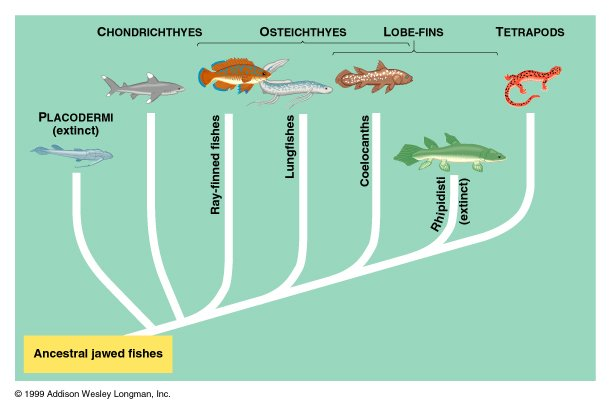 CHONDRICHTHYES
OSTEICHTHYES
LOBE-FINS
TETRAPODS
PLACODERMI
(extinct)
Ray-finned fishes
Lungfishes
Coelocanths
Rhipidisti
(extinct)
Ancestral jawed fishes
© 1999 Addison Wesley Longman, Inc.